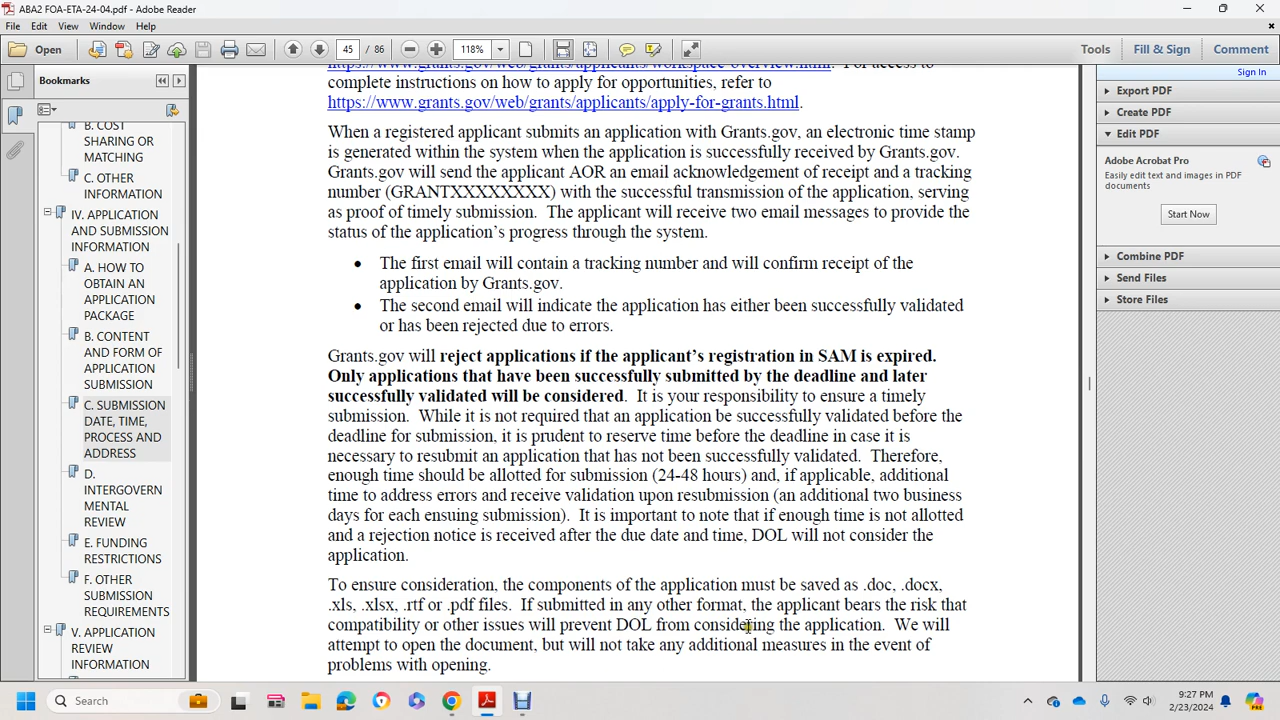 ABA2 FOA-ETA-24-04.pdf - Adobe Reader
File Edit View Window Help
Open 45 / 86 118% Tools Fill & Sign Comment
Bookmarks
B. COST
SHARING OR
MATCHING
C. OTHER
INFORMATION
IV. APPLICATION
AND SUBMISSION
INFORMATION
A. HOW TO
OBTAIN AN
APPLICATION
PACKAGE
B. CONTENT
AND FORM OF
APPLICATION
SUBMISSION
C. SUBMISSION
DATE, TIME,
PROCESS AND
ADDRESS
D.
INTERGOVERN
MENTAL
REVIEW
E. FUNDING
RESTRICTIONS
F. OTHER
SUBMISSION
REQUIREMENTS
V. APPLICATION
REVIEW
INFORMATION
https://www.grants.gov/web/grants/applicants/workspace-overview.html. For access to
complete instructions on how to apply for opportunities, refer to
https://www.grants.gov/web/grants/applicants/apply-for-grants.html.
When a registered applicant submits an application with Grants.gov, an electronic time stamp
is generated within the system when the application is successfully received by Grants.gov.
Grants.gov will send the applicant AOR an email acknowledgement of receipt and a tracking
number (GRANTXXXXXXXX) with the successful transmission of the application, serving
as proof of timely submission. The applicant will receive two email messages to provide the
status of the application's progress through the system.
• The first email will contain a tracking number and will confirm receipt of the
application by Grants.gov.
• The second email will indicate the application has either been successfully validated
or has been rejected due to errors.
Grants.gov will reject applications if the applicant's registration in SAM is expired.
Only applications that have been successfully submitted by the deadline and later
successfully validated will be considered. It is your responsibility to ensure a timely
submission. While it is not required that an application be successfully validated before the
deadline for submission, it is prudent to reserve time before the deadline in case it is
necessary to resubmit an application that has not been successfully validated. Therefore,
enough time should be allotted for submission (24-48 hours) and, if applicable, additional
time to address errors and receive validation upon resubmission (an additional two business
days for each ensuing submission). It is important to note that if enough time is not allotted
and a rejection notice is received after the due date and time, DOL will not consider the
application.
To ensure consideration, the components of the application must be saved as .doc, .docx,
.xls, .xlsx, .rtf or .pdf files. If submitted in any other format, the applicant bears the risk that
compatibility or other issues will prevent DOL from considering the application. We will
attempt to open the document, but will not take any additional measures in the event of
problems with opening.
Sign In
Export PDF
Create PDF
Edit PDF
Adobe Acrobat Pro
Easily edit text and images in PDF
documents
Start Now
Combine PDF
Send Files
Store Files
Search
9:27 PM
2/23/2024